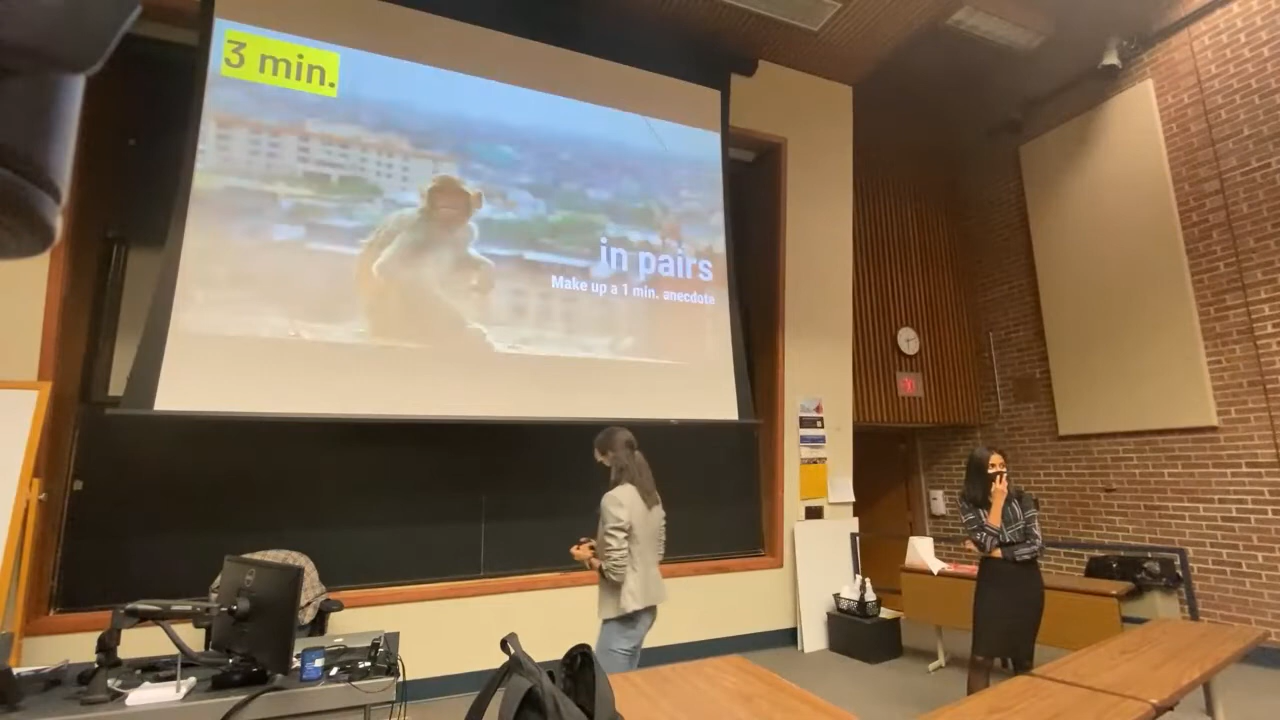 3 min.
in pairs
Make up a 1 min. anecdote